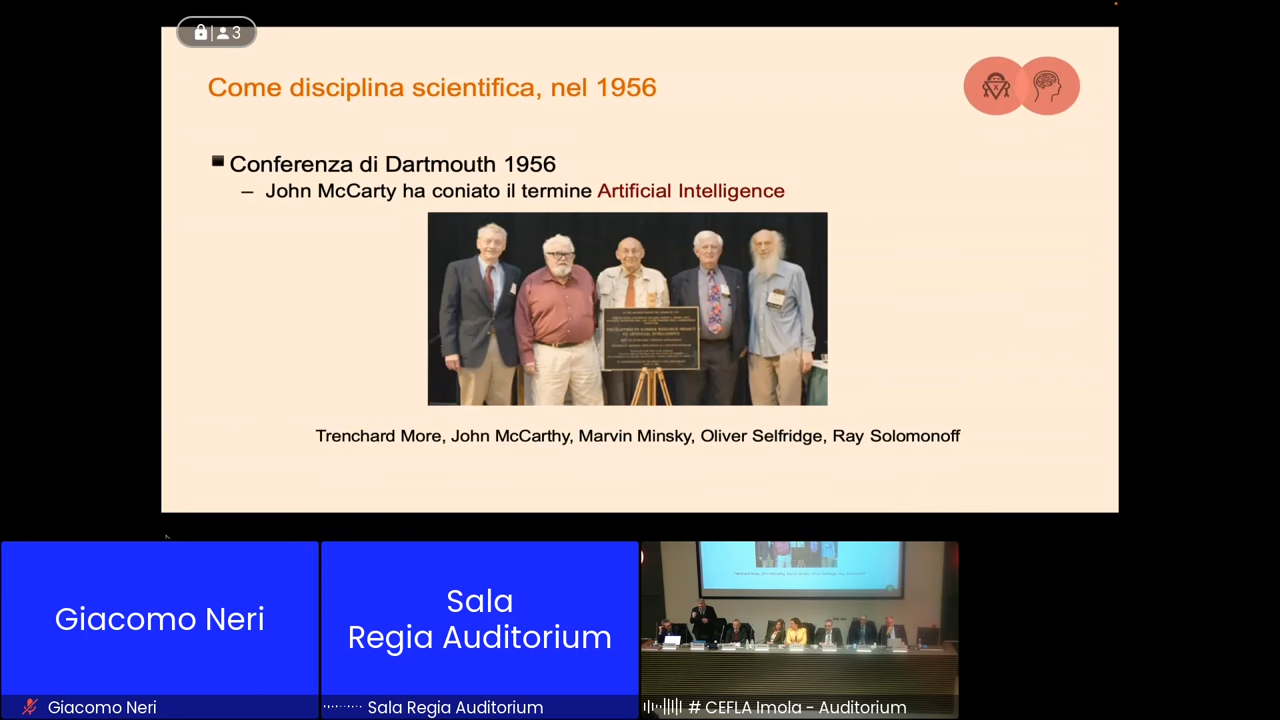 3
Come disciplina scientifica, nel 1956
Conferenza di Dartmouth 1956
– John McCarty ha coniato il termine Artificial Intelligence
Trenchard More, John McCarthy, Marvin Minsky, Oliver Selfridge, Ray Solomonoff
Giacomo Neri
Sala
Regia Auditorium
Giacomo Neri
Sala Regia Auditorium
# CEFLA Imola - Auditorium